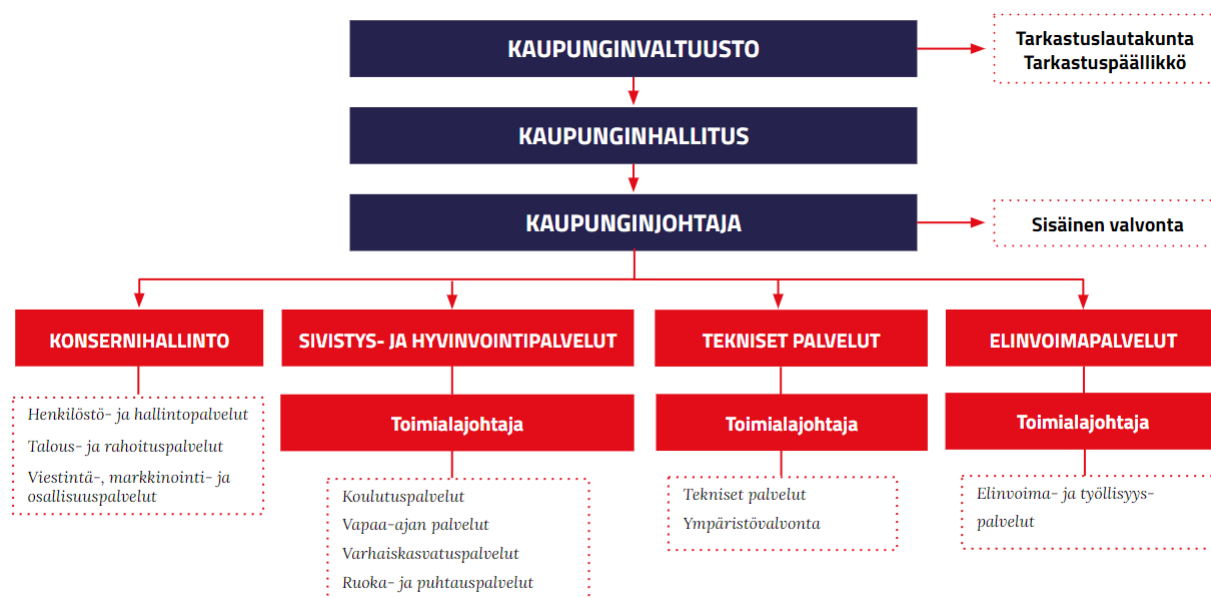 KAUPUNGINVALTUUSTO
Tarkastuslautakunta
Tarkastuspäällikkö
KAUPUNGINHALLITUS
KAUPUNGINJOHTAJA
Sisäinen valvonta
KONSERNIHALLINTO
Henkilöstö- ja hallintopalvelut
Talous- ja rahoituspalvelut
Viestintä-, markkinointi- ja
osallisuuspalvelut
SIVISTYS- JA HYVINVOINTIPALVELUT
Toimialajohtaja
Koulutuspalvelut
Vapaa-ajan palvelut
Varhaiskasvatuspalvelut
Ruoka- ja puhtauspalvelut
TEKNISET PALVELUT
Toimialajohtaja
Tekniset palvelut
Ympäristövalvonta
ELINVOIMAPALVELUT
Toimialajohtaja
Elinvoima- ja työllisyys-
palvelut